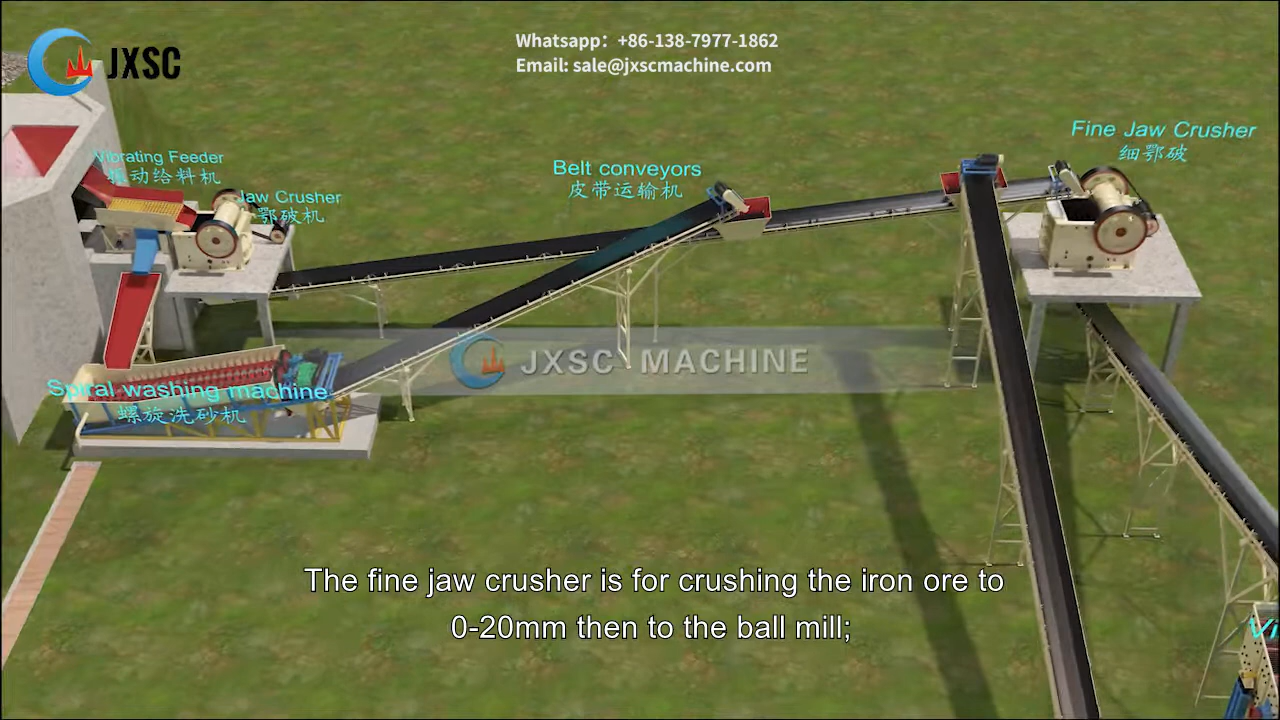 JXSC
Whatsapp: +86-138-7977-1862
Email: sale@jxscmachine.com
Fine Jaw Crusher
细鄂破
Vibrating Feeder
振动给料机
Belt conveyors
皮带运输机
Jaw Crusher
鄂破机
JXSC MACHINE
Spiral washing machine
螺旋洗砂机
The fine jaw crusher is for crushing the iron ore to
0-20mm then to the ball mill;